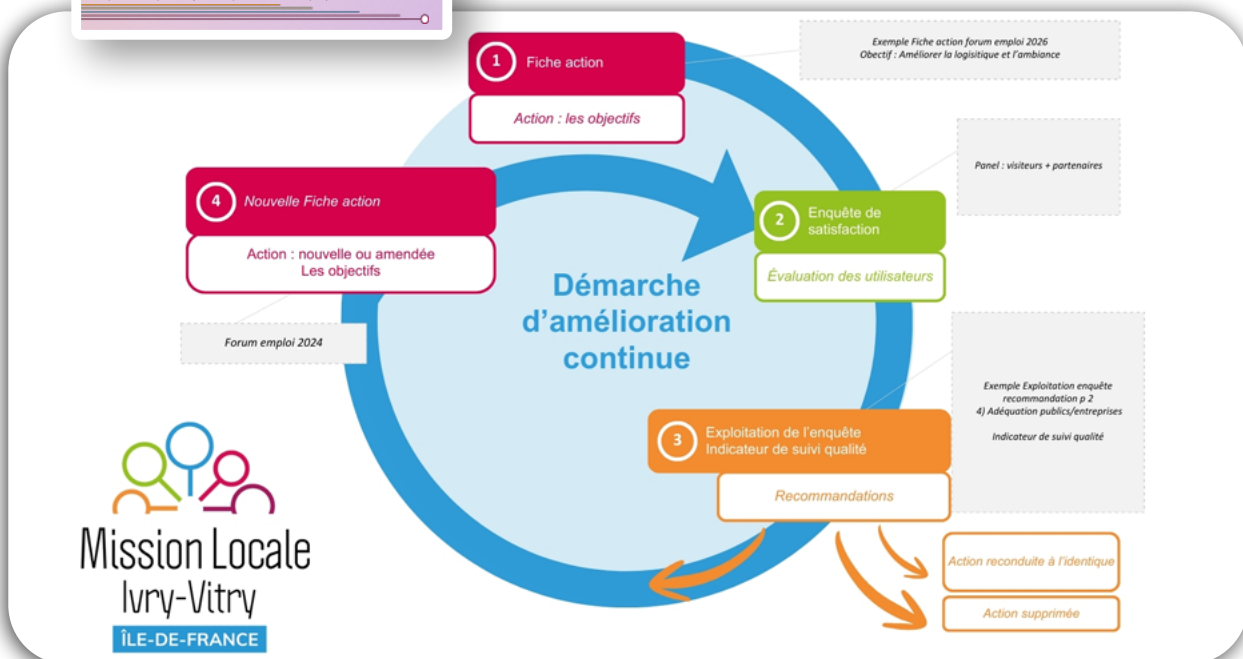 1
Fiche action
Action : les objectifs
Exemple Fiche action forum emploi 2026
Obectif : Améliorer la logisitique et l'ambiance
Panel : visiteurs + partenaires
4
Nouvelle Fiche action
Action : nouvelle ou amendée
Les objectifs
2
Enquête de
satisfaction
Évaluation des utilisateurs
Démarche
d'amélioration
continue
Forum emploi 2024
Exemple Exploitation enquête
recommandation p 2
4) Adéquation publics/entreprises
Indicateur de suivi qualité
3
Exploitation de l'enquête
Indicateur de suivi qualité
Recommandations
Action reconduite à l'identique
Action supprimée
Mission Locale
Ivry-Vitry
ÎLE-DE-FRANCE